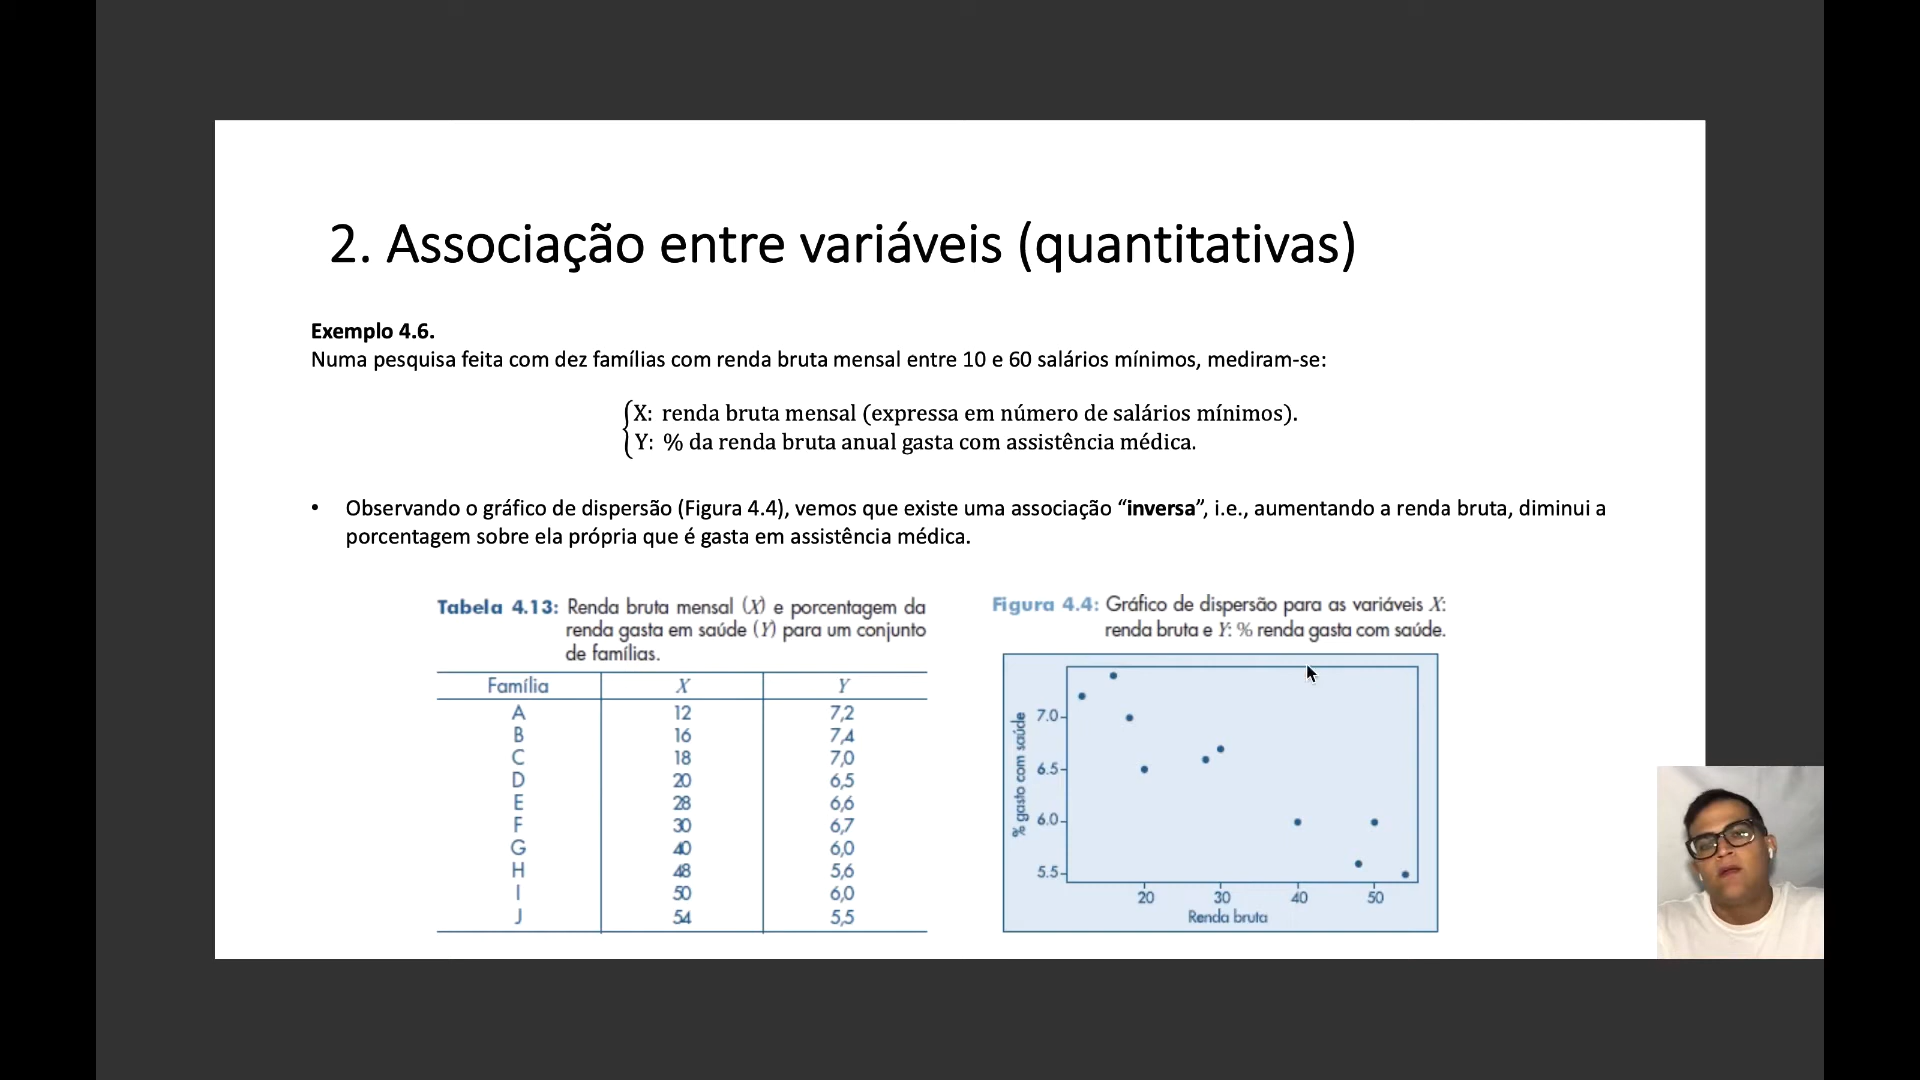 2. Associação entre variáveis (quantitativas)
Exemplo 4.6.
Numa pesquisa feita com dez famílias com renda bruta mensal entre 10 e 60 salários mínimos, mediram-se:
X: renda bruta mensal (expressa em número de salários mínimos).
Y: % da renda bruta anual gasta com assistência médica.
• Observando o gráfico de dispersão (Figura 4.4), vemos que existe uma associação “inversa”, i.e., aumentando a renda bruta, diminui a
porcentagem sobre ela própria que é gasta em assistência médica.
Tabela 4.13: Renda bruta mensal (X) e porcentagem da
renda gasta em saúde (Y) para um conjunto
de famílias.
Família X Y
A 12 7,2
B 16 7,4
C 18 7,0
D 20 6,5
E 28 6,6
F 30 6,7
G 40 6,0
H 48 5,6
I 50 6,0
J 54 5,5
Figura 4.4: Gráfico de dispersão para as variáveis X:
renda bruta e Y: % renda gasta com saúde.
% gasto com saúde
7.0
6.5
6.0
5.5
20 30 40 50
Renda bruta